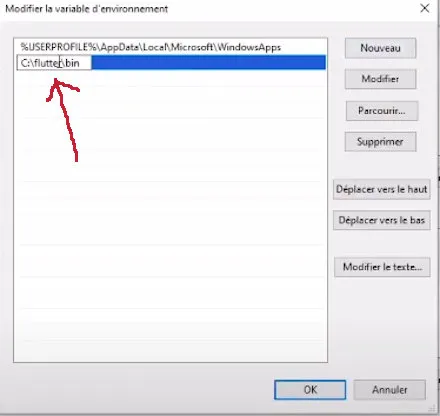 Modifier la variable d'environnement
%USERPROFILE%\AppData\Local\Microsoft\WindowsApps
C:\flutter\bin
Nouveau
Modifier
Parcourir...
Supprimer
Déplacer vers le haut
Déplacer vers le bas
Modifier le texte...
OK
Annuler